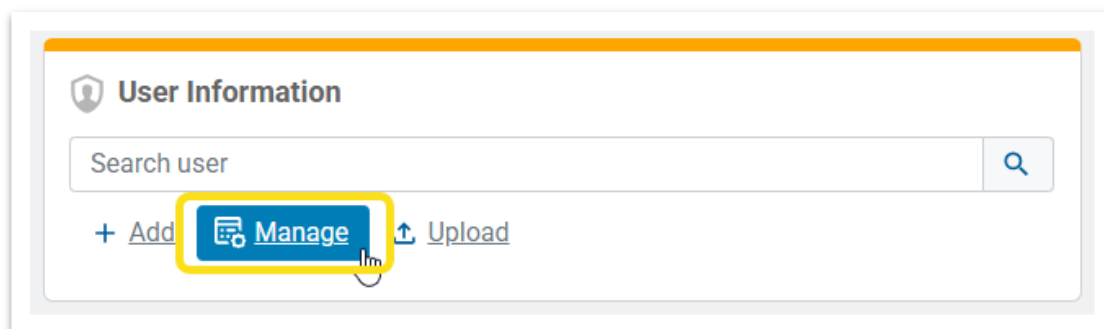 User Information
Search user
+ Add Manage Upload